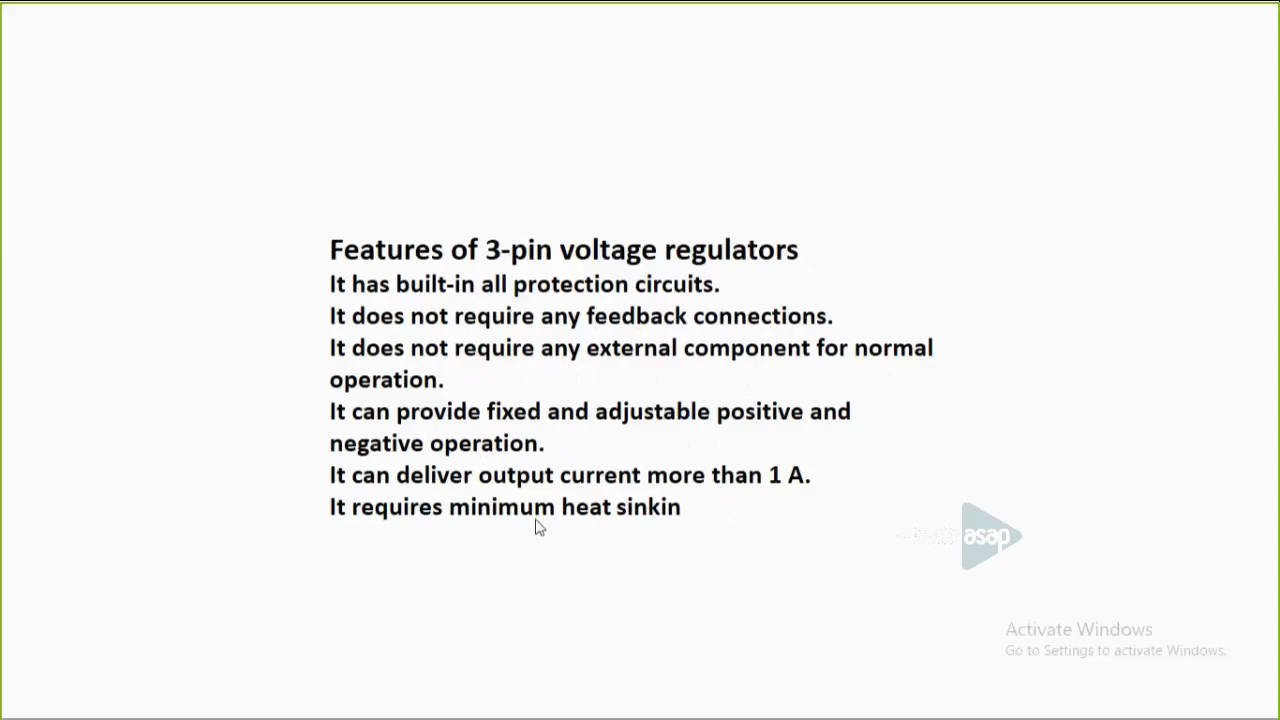 Features of 3-pin voltage regulators
It has built-in all protection circuits.
It does not require any feedback connections.
It does not require any external component for normal
operation.
It can provide fixed and adjustable positive and
negative operation.
It can deliver output current more than 1 A.
It requires minimum heat sinkin
asap
Activate Windows
Go to Settings to activate Windows.